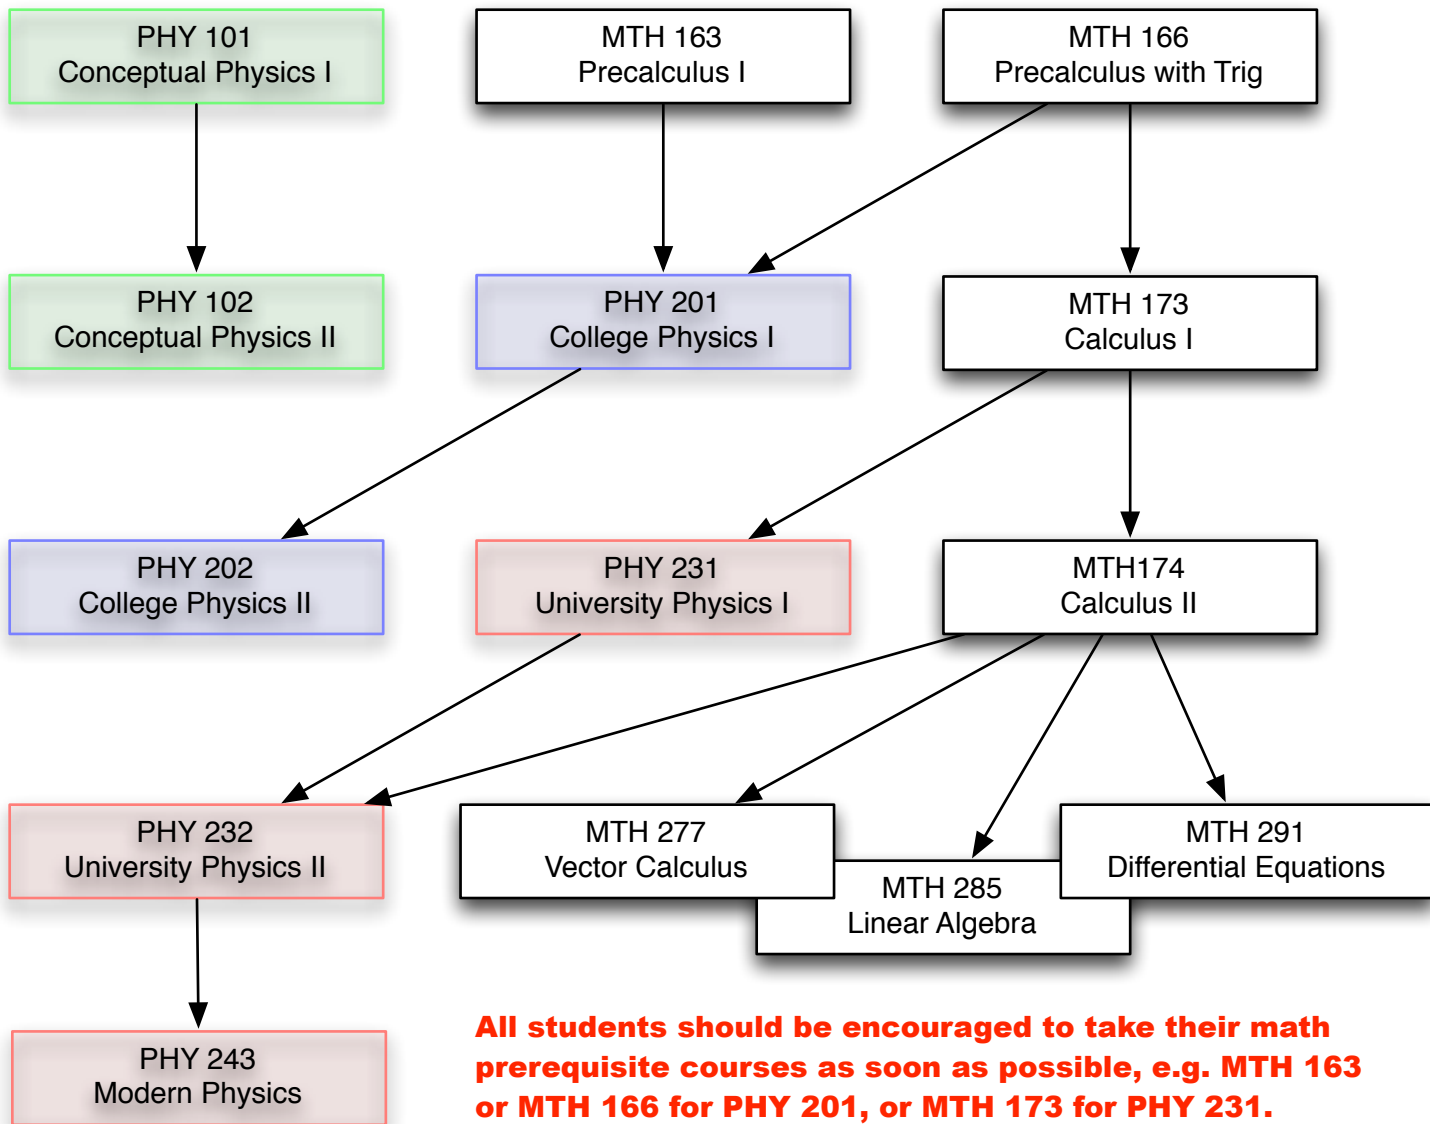 PHY 101
Conceptual Physics I
MTH 163
Precalculus I
MTH 166
Precalculus with Trig
PHY 102
Conceptual Physics II
PHY 201
College Physics I
MTH 173
Calculus I
PHY 202
College Physics II
PHY 231
University Physics I
MTH174
Calculus II
PHY 232
University Physics II
MTH 277
Vector Calculus
MTH 285
Linear Algebra
MTH 291
Differential Equations
PHY 243
Modern Physics
All students should be encouraged to take their math
prerequisite courses as soon as possible, e.g. MTH 163
or MTH 166 for PHY 201, or MTH 173 for PHY 231.